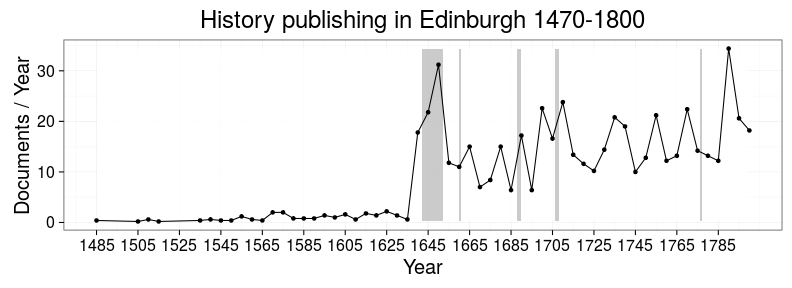 History publishing in Edinburgh 1470-1800
Documents / Year
30
20
10
0
1485 1505 1525 1545 1565 1585 1605 1625 1645 1665 1685 1705 1725 1745 1765 1785
Year